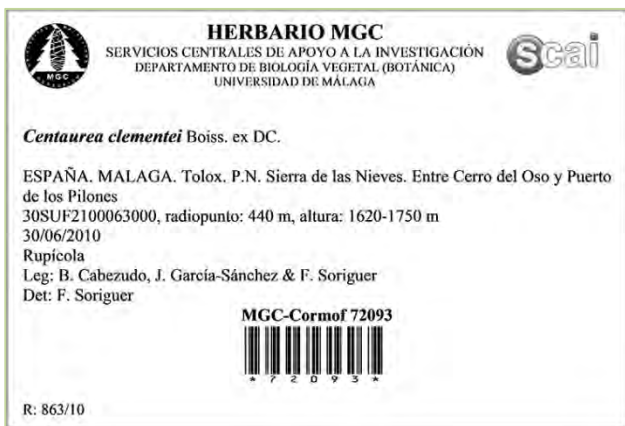 HERBARIO MGC
SERVICIOS CENTRALES DE APOYO A LA INVESTIGACIÓN
DEPARTAMENTO DE BIOLOGÍA VEGETAL (BOTÁNICA)
UNIVERSIDAD DE MÁLAGA
MGC
scai
Centaurea clementei Boiss. ex DC.
ESPAÑA. MALAGA. Tolox. P.N. Sierra de las Nieves. Entre Cerro del Oso y Puerto
de los Pilones
30SUF2100063000, radiopunto: 440 m, altura: 1620-1750 m
30/06/2010
Rupícola
Leg: B. Cabezudo, J. García-Sánchez & F. Soriguer
Det: F. Soriguer
MGC-Cormof 72093
*72093*
R: 863/10